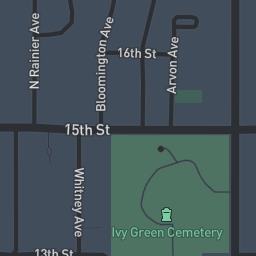 N Rainier Ave
Bloomington Ave
16th St
Arvon Ave
15th St
Whitney Ave
Ivy Green Cemetery
13th St